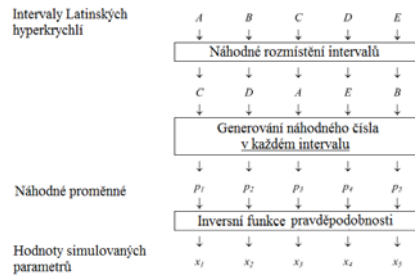 Intervaly Latinských
hyperkrychlí
A B C D E
Náhodné rozmístění intervalů
C D A E B
Generování náhodného čísla
v každém intervalu
Náhodné proměnné
p1 p2 p3 p4 p5
Inversní funkce pravděpodobnosti
Hodnoty simulovaných
parametrů
x1 x2 x3 x4 x5